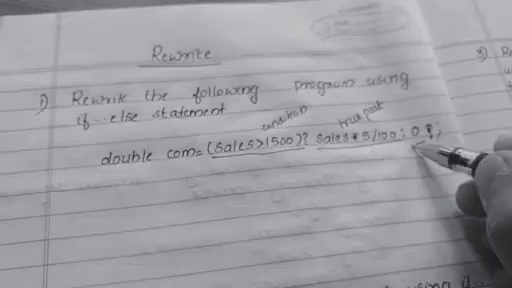 Rewrite
1) Rewrite the following program using
if...else statement
condition true part
double com=(sales>1500)? sales*5/100:0;